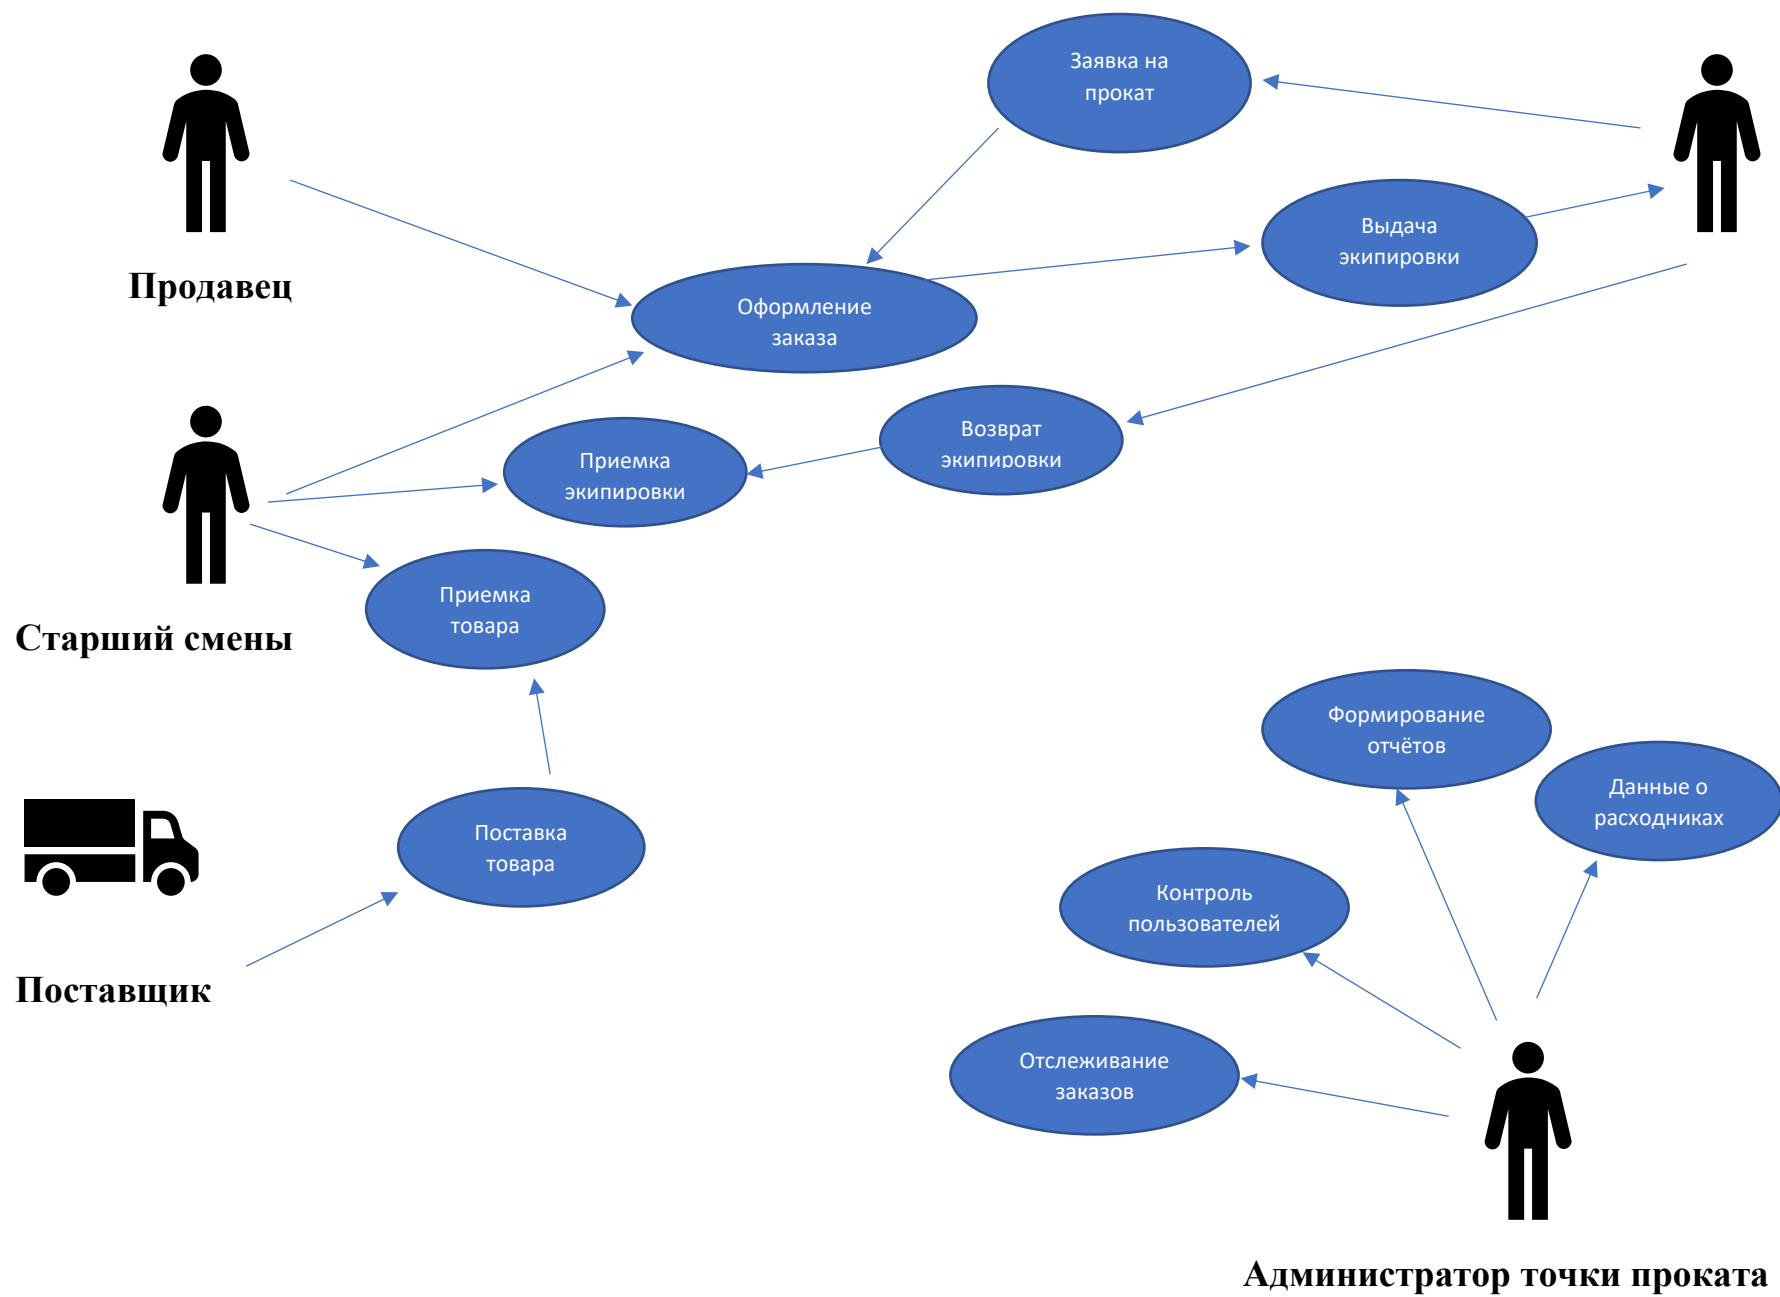 Заявка на
прокат
Выдача
экипировки
Продавец
Оформление
заказа
Возврат
экипировки
Приемка
экипировки
Приемка
товара
Старший смены
Формирование
отчётов
Данные о
расходниках
Поставка
товара
Контроль
пользователей
Поставщик
Отслеживание
заказов
Администратор точки проката